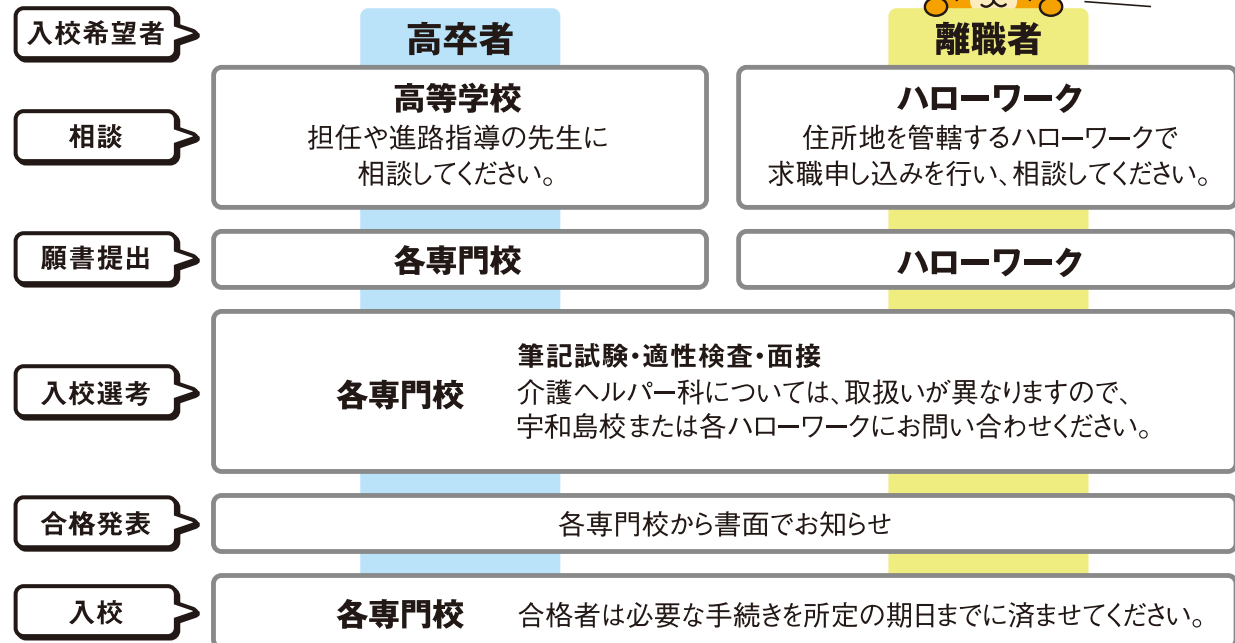 入校希望者
高卒者
離職者
相談
高等学校
担任や進路指導の先生に
相談してください。
ハローワーク
住所地を管轄するハローワークで
求職申し込みを行い、相談してください。
願書提出
各専門校
ハローワーク
入校選考
各専門校
筆記試験・適性検査・面接
介護ヘルパー科については、取扱いが異なりますので、
宇和島校または各ハローワークにお問い合わせください。
合格発表
各専門校から書面でお知らせ
入校
各専門校
合格者は必要な手続きを所定の期日までに済ませてください。